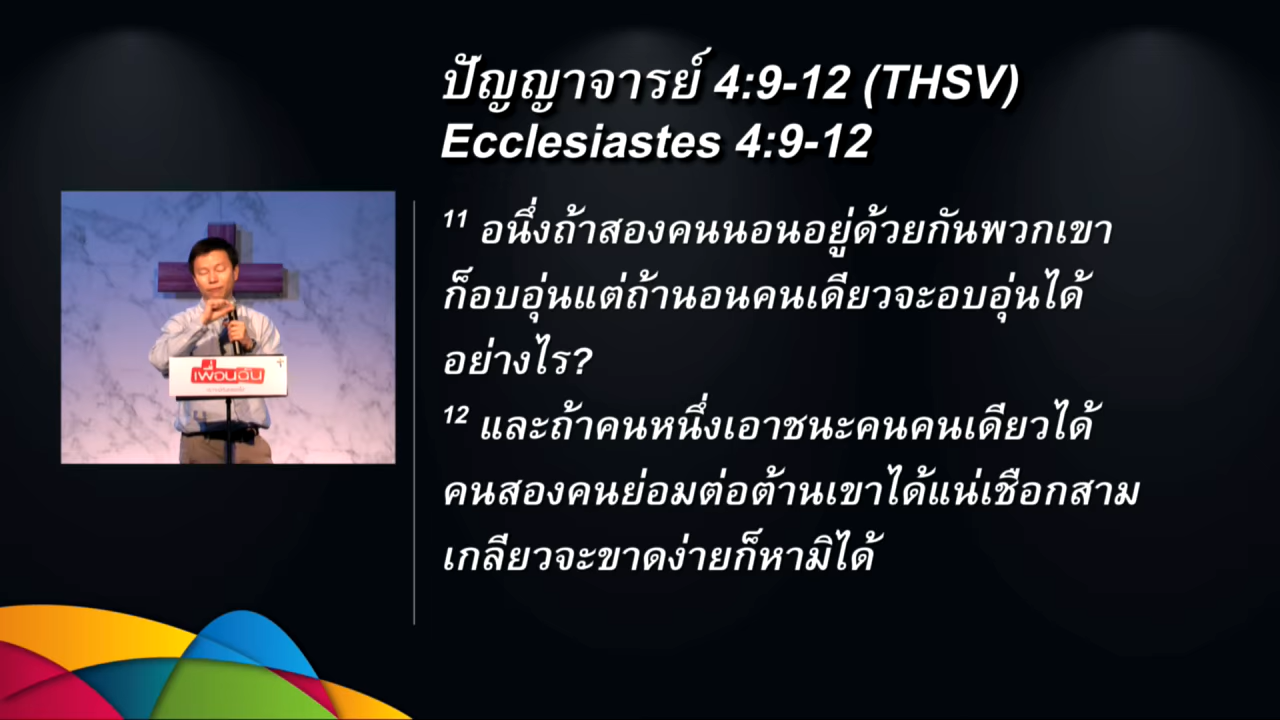 ปัญญาจารย์ 4:9-12 (THSV)
Ecclesiastes 4:9-12
11 อนึ่งถ้าสองคนนอนอยู่ด้วยกันพวกเขา
ก็อบอุ่นแต่ถ้านอนคนเดียวจะอบอุ่นได้
อย่างไร?
12 และถ้าคนหนึ่งเอาชนะคนคนเดียวได้
คนสองคนย่อมต่อต้านเขาได้แน่เชือกสาม
เกลียวจะขาดง่ายก็หามิได้
เพื่อนฉัน